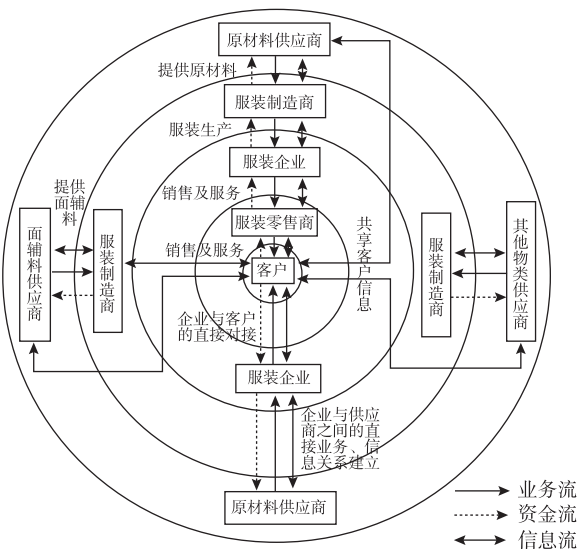 原材料供应商
提供原材料
服装制造商
服装生产
服装企业
销售及服务
服装零售商
提供
面辅
料
面辅料供应商
服装制造商
销售及服务
客户
共享客户信息
服装制造商
其他物类供应商
企业与客户
的直接对接
服装企业
企业与供应
商之间的直
接业务、信
息关系建立
原材料供应商
业务流
资金流
信息流